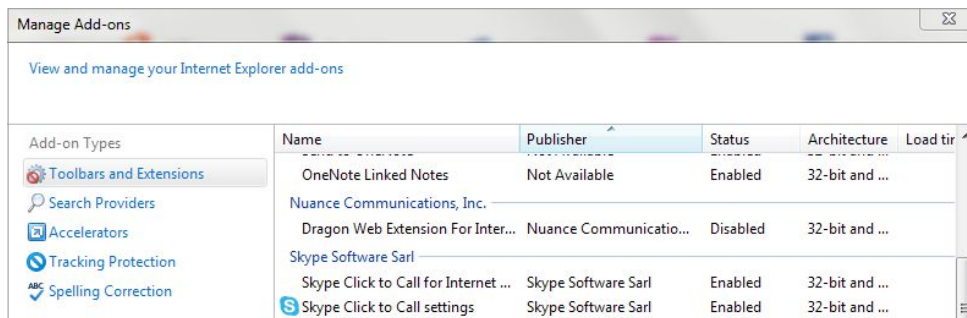 Manage Add-ons
View and manage your Internet Explorer add-ons
Add-on Types
Toolbars and Extensions
Search Providers
Accelerators
Tracking Protection
ABC Spelling Correction
Name Publisher Status Architecture Load tir
OneNote Linked Notes Not Available Enabled 32-bit and ...
Nuance Communications, Inc.
Dragon Web Extension For Inter... Nuance Communicatio... Disabled 32-bit and ...
Skype Software Sarl
Skype Click to Call for Internet ... Skype Software Sarl Enabled 32-bit and ...
Skype Click to Call settings Skype Software Sarl Enabled 32-bit and ...